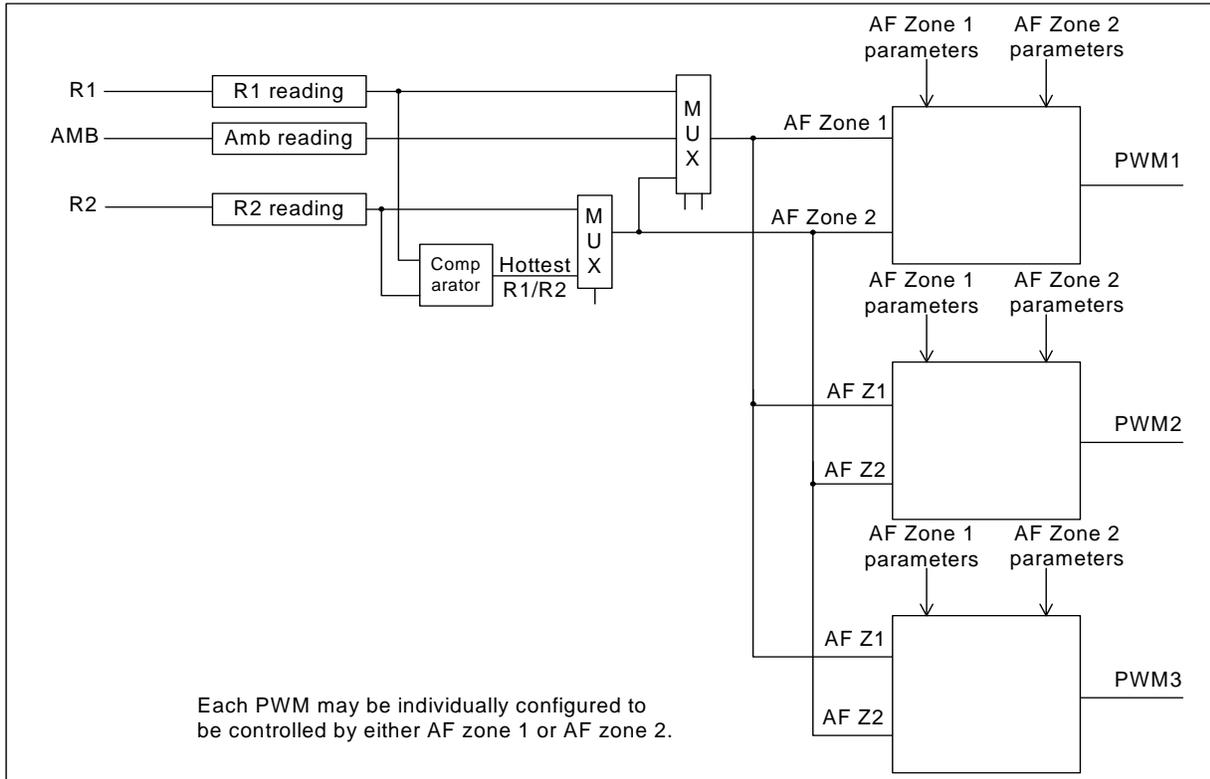 AF Zone 1
parameters
AF Zone 2
parameters
R1
R1 reading
AMB
Amb reading
R2
R2 reading
M
U
X
M
U
X
Comp
arator
Hottest
R1/R2
AF Zone 1
AF Zone 2
PWM1
AF Zone 1
parameters
AF Zone 2
parameters
AF Z1
AF Z2
PWM2
AF Zone 1
parameters
AF Zone 2
parameters
AF Z1
AF Z2
PWM3
Each PWM may be individually configured to
be controlled by either AF zone 1 or AF zone 2.